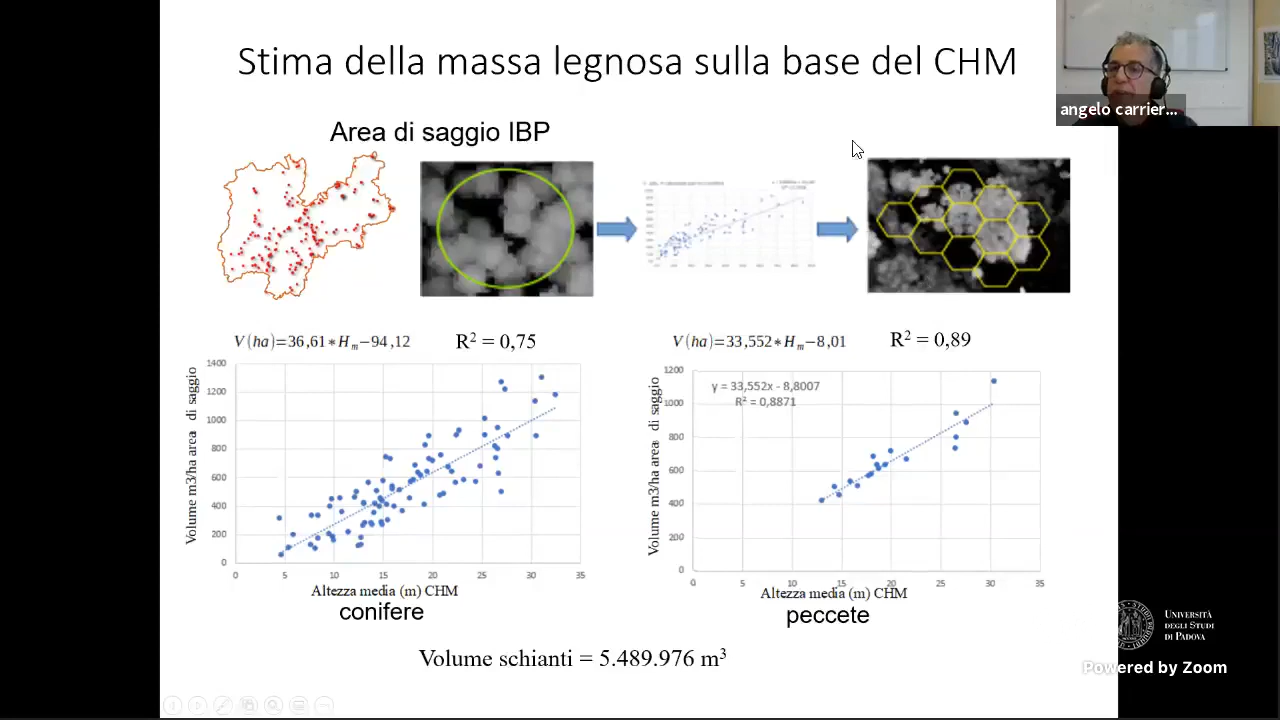 Stima della massa legnosa sulla base del CHM
angelo carrier...
Area di saggio IBP
V(ha)=36,61*Hm−94,12
R² = 0,75
V(ha)=33,552*Hm−8,01
R² = 0,89
Volume m3/ha area di saggio
1400
1200
1000
800
600
400
200
0
0 5 10 15 20 25 30 35
Altezza media (m) CHM
conifere
Volume m3/ha area di saggio
y = 33,552x - 8,8007
R² = 0,8871
1200
1000
800
600
400
200
0
0 5 10 15 20 25 30 35
Altezza media (m) CHM
peccete
Volume schianti = 5.489.976 m³
UNIVERSITÀ
DEGLI STUDI
DI PADOVA
Powered by Zoom